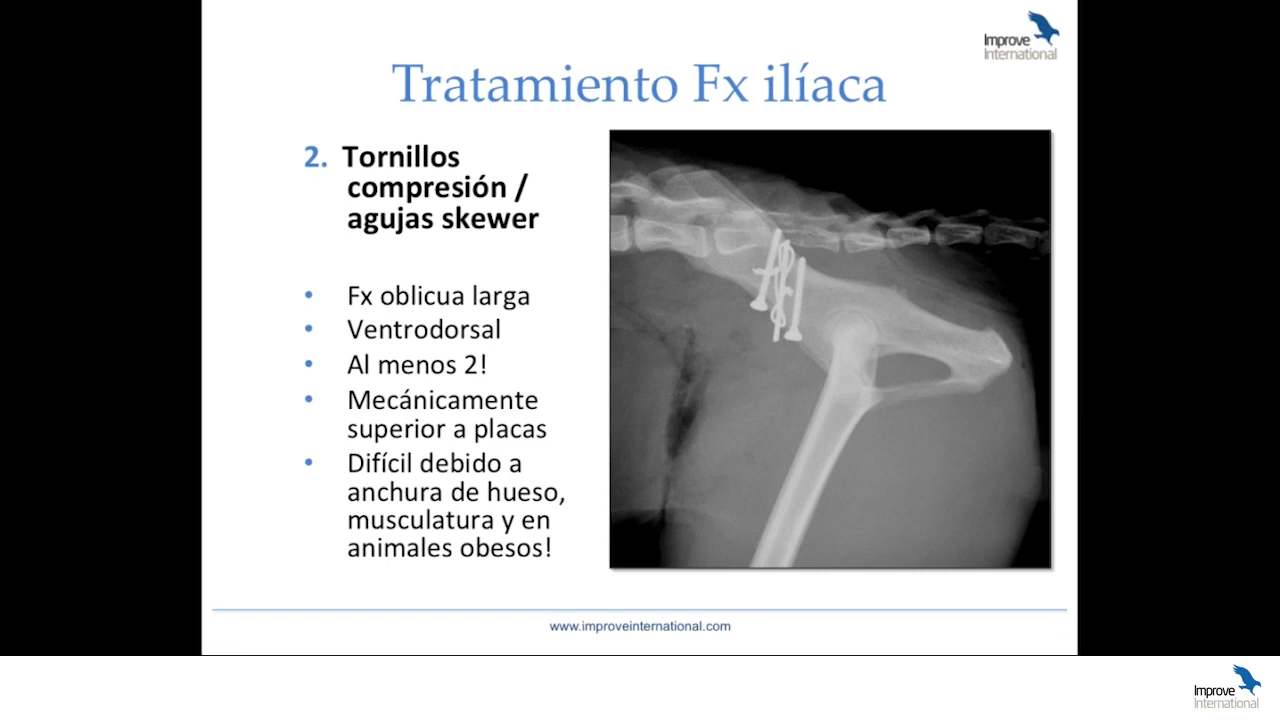 Improve
International
Tratamiento Fx ilíaca
2. Tornillos
compresión /
agujas skewer
• Fx oblicua larga
• Ventrodorsal
• Al menos 2!
• Mecánicamente
superior a placas
• Difícil debido a
anchura de hueso,
musculatura y en
animales obesos!
www.improveinternational.com
Improve
International